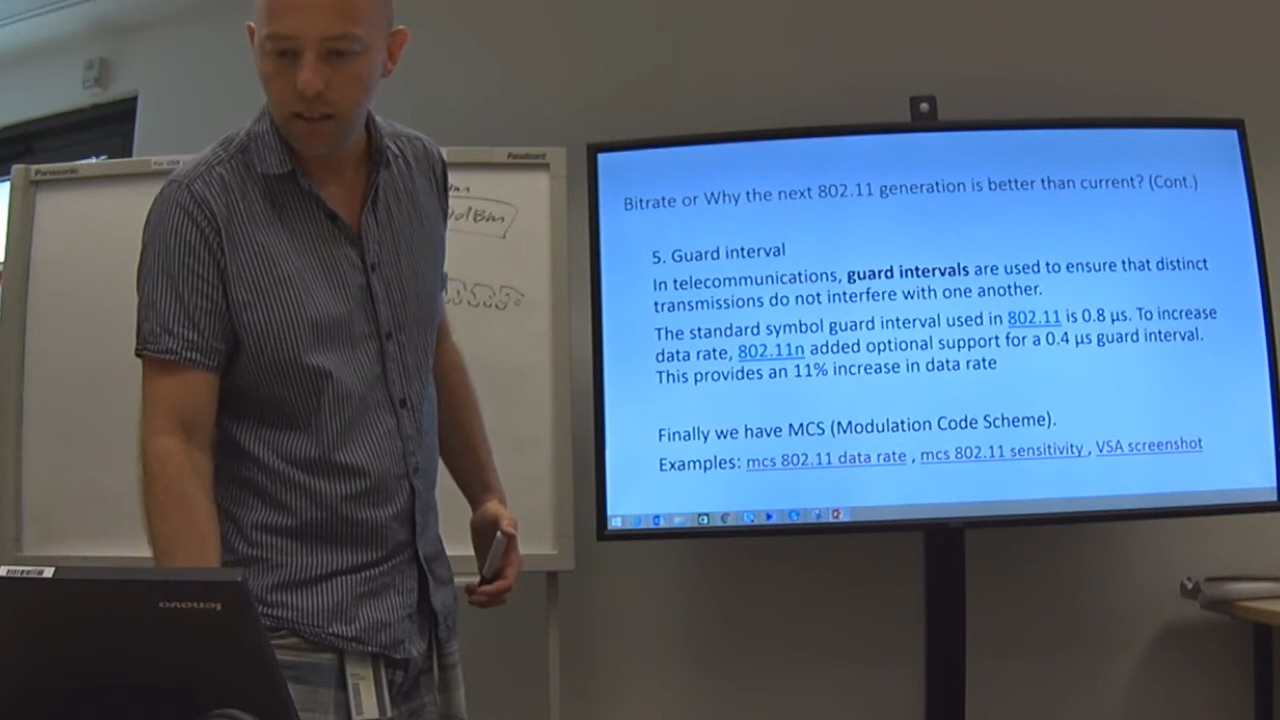 Panasonic
For USB
Panaboard
dBm
Bitrate or Why the next 802.11 generation is better than current? (Cont.)
5. Guard interval
In telecommunications, guard intervals are used to ensure that distinct
transmissions do not interfere with one another.
The standard symbol guard interval used in 802.11 is 0.8 µs. To increase
data rate, 802.11n added optional support for a 0.4 µs guard interval.
This provides an 11% increase in data rate
Finally we have MCS (Modulation Code Scheme).
Examples: mcs 802.11 data rate , mcs 802.11 sensitivity , VSA screenshot
lenovo